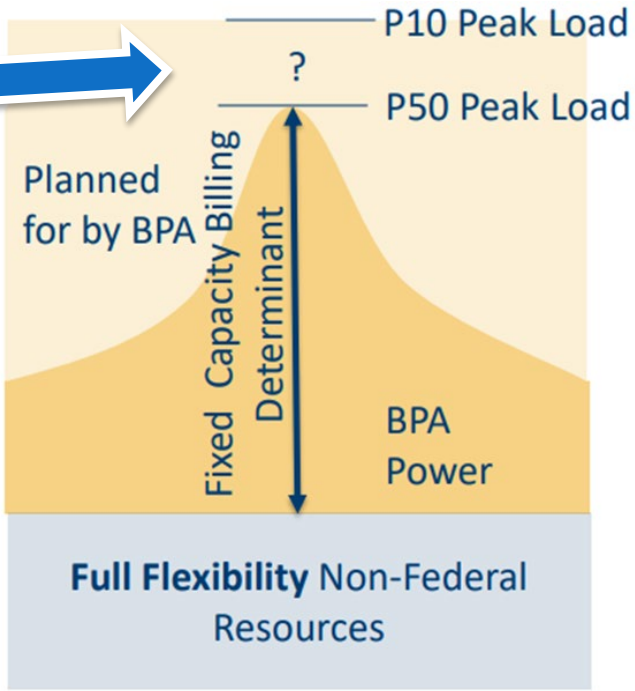 P10 Peak Load
?
P50 Peak Load
Planned
for by BPA
Fixed Capacity Billing
Determinant
BPA
Power
Full Flexibility Non-Federal
Resources